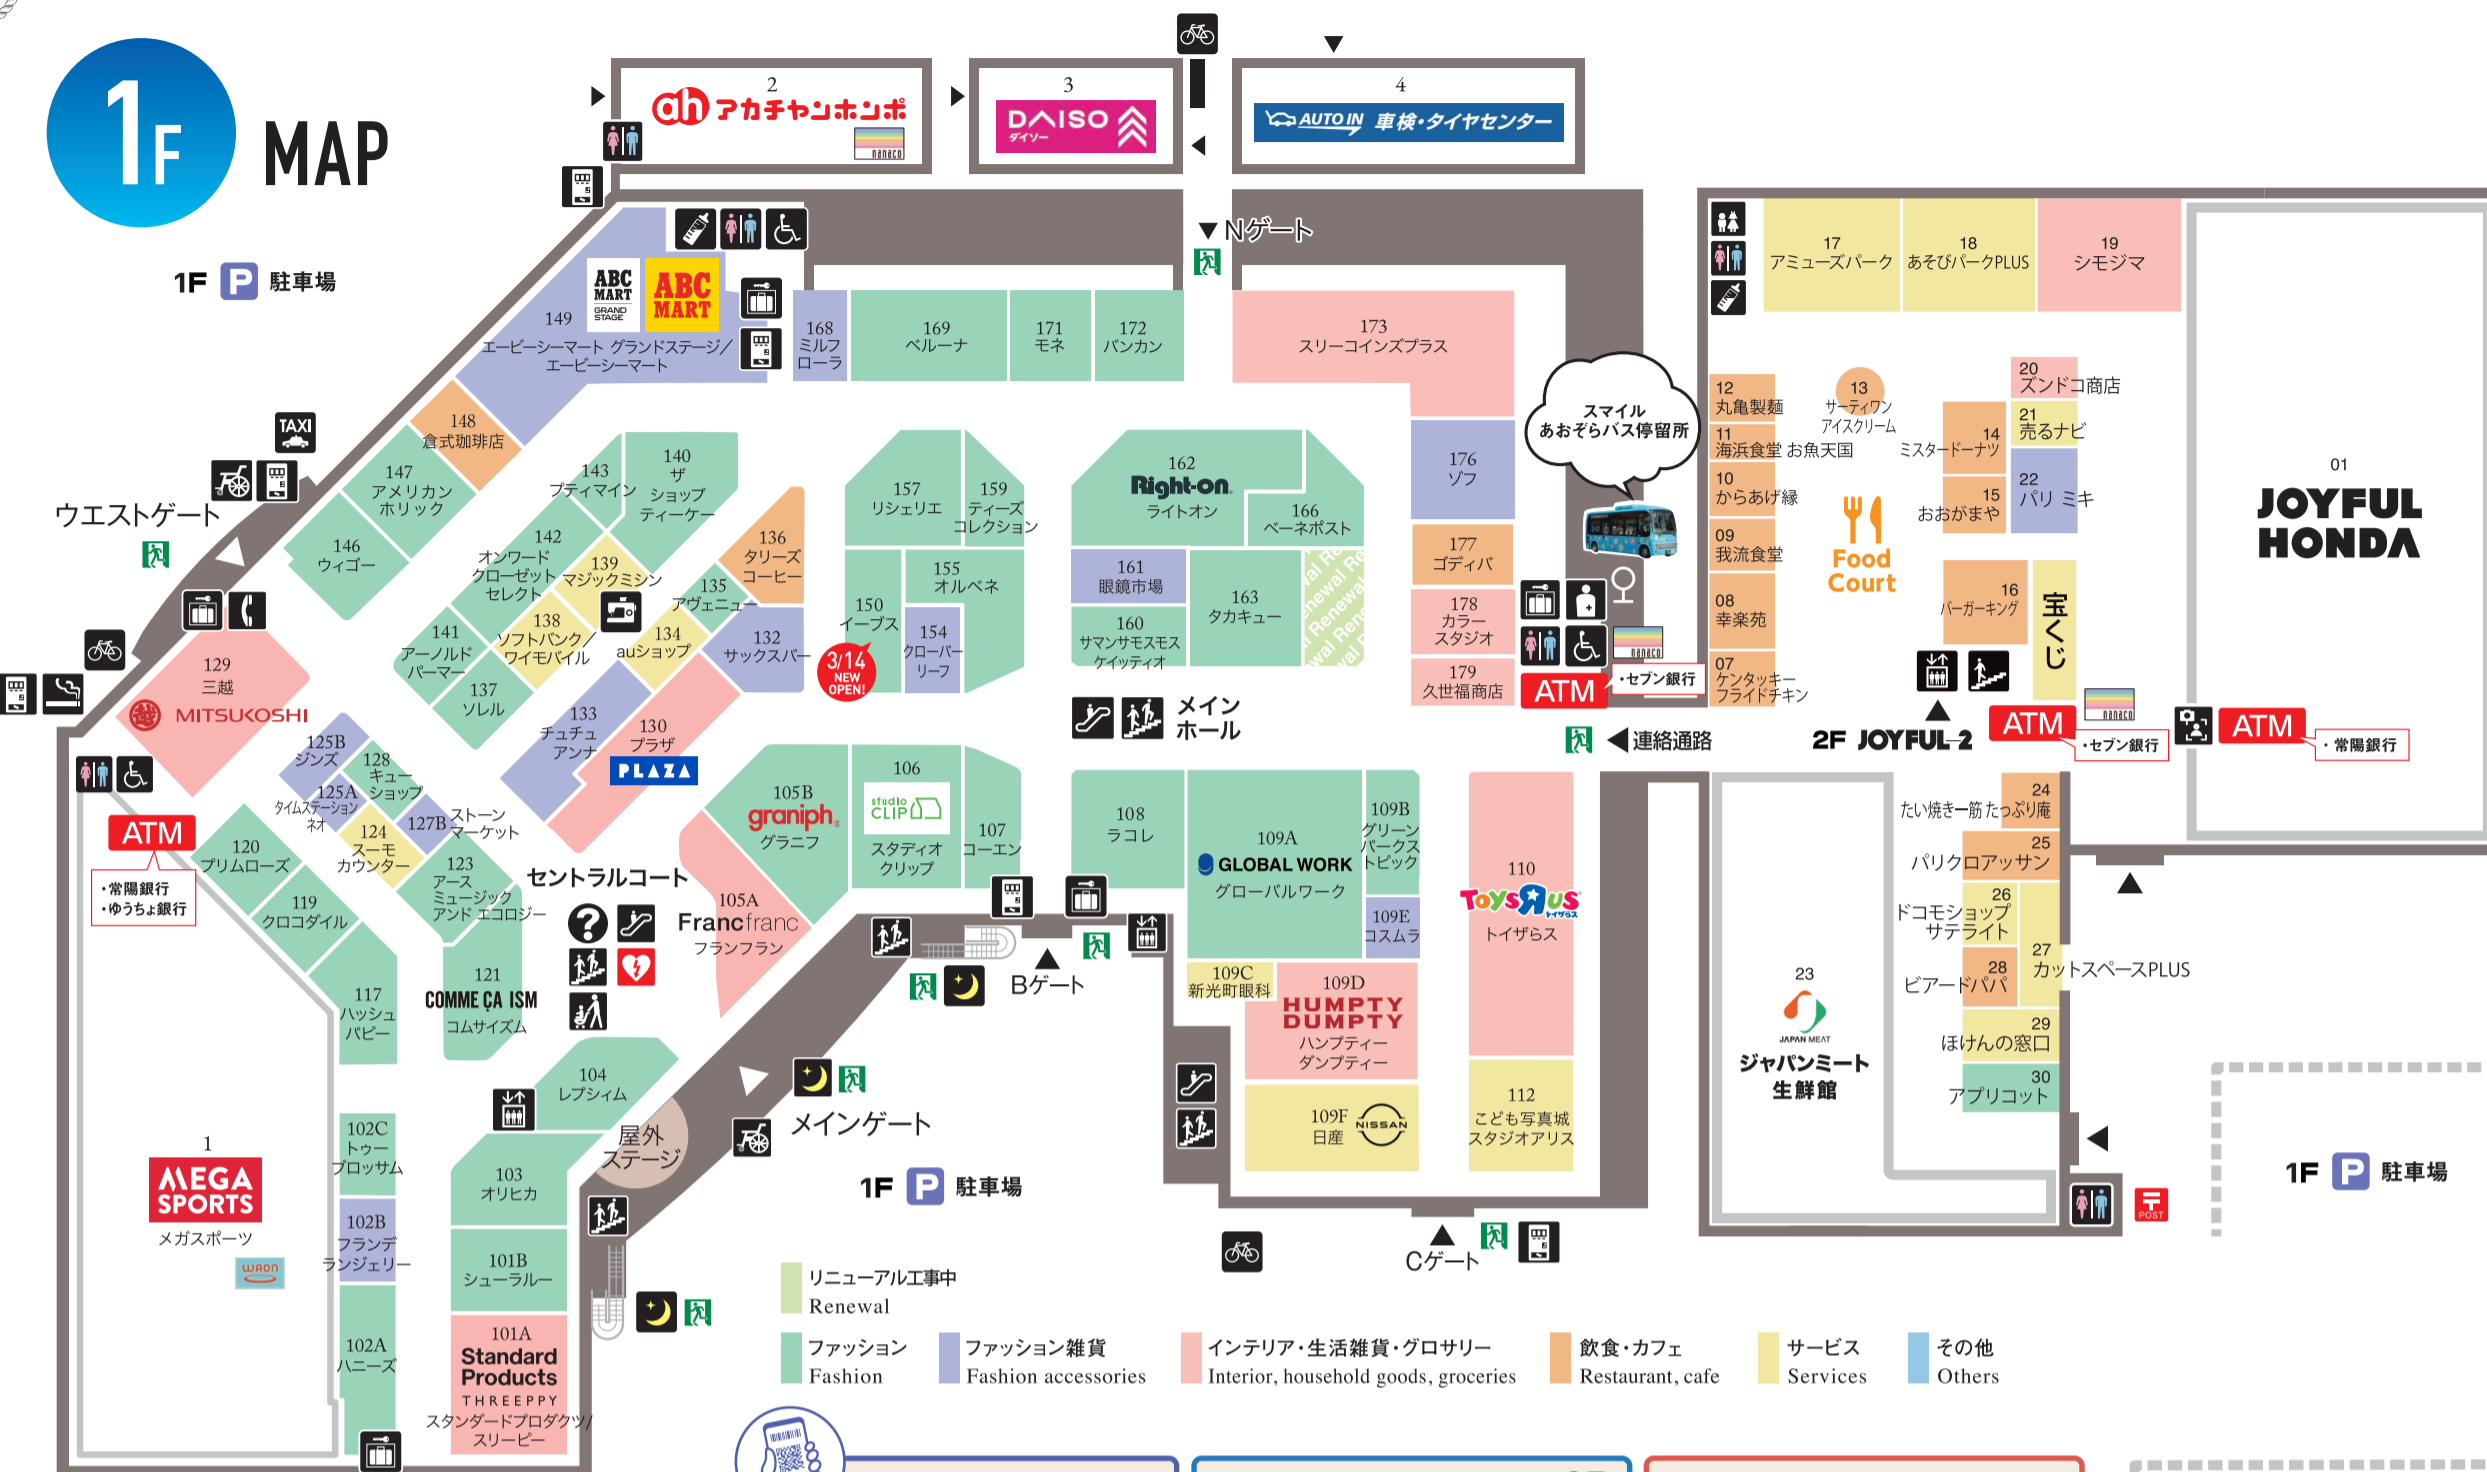 1F MAP
1F P 駐車場
2
ah アカチャンホンポ
nanaco
3
DAISO
ダイソー
4
AUTO IN 車検・タイヤセンター
Nゲート
149
ABC MART GRAND STAGE
ABC MART
エービーシーマート グランドステージ/
エービーシーマート
168
ミルフ
ローラ
169
ベルーナ
171
モネ
172
バンカン
173
スリーコインズプラス
スマイル
あおぞらバス停留所
17
アミューズパーク
18
あそびパークPLUS
19
シモジマ
01
JOYFUL
HONDA
12
丸亀製麺
11
海浜食堂 お魚天国
10
からあげ縁
09
我流食堂
08
幸楽苑
07
ケンタッキー
フライドチキン
13
サーティワン
アイスクリーム
Food
Court
14
ミスタードーナツ
15
おおがまや
16
バーガーキング
20
ズンドコ商店
21
売るナビ
22
パリ ミキ
宝くじ
TAXI
ウエストゲート
148
倉式珈琲店
147
アメリカン
ホリック
146
ウィゴー
143
プティマイン
140
ザ
ショップ
ティーケー
142
オンワード
クローゼット
セレクト
139
マジックミシン
138
ソフトバンク/
ワイモバイル
141
アーノルド
パーマー
137
ソレル
136
タリーズ
コーヒー
135
アヴェニュー
134
auショップ
132
サックスバー
133
チュチュ
アンナ
130
プラザ
PLAZA
157
リシェリエ
159
ティーズ
コレクション
155
オルベネ
150
イーブス
3/14
NEW
OPEN!
154
クローバー
リーフ
162
Right-on
ライトオン
166
ベーネポスト
161
眼鏡市場
160
サマンサモスモス
ケイッティオ
163
タカキュー
Renewal
176
ゾフ
177
ゴディバ
178
カラー
スタジオ
179
久世福商店
nanaco
ATM
・セブン銀行
メイン
ホール
連絡通路
2F JOYFUL-2
ATM
nanaco
・セブン銀行
ATM
・常陽銀行
129
三越
越 MITSUKOSHI
125B
ジンズ
128
キュー
ショップ
125A
タイムステーション
ネオ
127B
ストーン
マーケット
124
スーモ
カウンター
123
アース
ミュージック
アンド エコロジー
ATM
・常陽銀行
・ゆうちょ銀行
120
プリムローズ
119
クロコダイル
117
ハッシュ
パピー
121
COMME ÇA ISM
コムサイズム
セントラルコート
?
105B
graniph
グラニフ
105A
Francfranc
フランフラン
106
studio CLIP
スタディオ
クリップ
107
コーエン
108
ラコレ
109A
GLOBAL WORK
グローバルワーク
109B
グリーン
パークス
トピック
109E
コスムラ
109C
新光町眼科
109D
HUMPTY
DUMPTY
ハンプティー
ダンプティー
109F
日産
NISSAN
110
ToysЯus
トイザらス
トイザらス
112
こども写真城
スタジオアリス
Bゲート
メインゲート
屋外
ステージ
Cゲート
1F P 駐車場
23
JAPAN MEAT
ジャパンミート
生鮮館
24
たい焼き一筋 たっぷり庵
25
パリクロアッサン
26
ドコモショップ
サテライト
27
カットスペースPLUS
28
ビアードパパ
29
ほけんの窓口
30
アプリコット
POST
1F P 駐車場
1
MEGA
SPORTS
メガスポーツ
WAON
104
レプシィム
103
オリヒカ
102C
トゥー
ブロッサム
102B
フランデ
ランジェリー
102A
ハニーズ
101B
シューラルー
101A
Standard
Products
THREEPPY
スタンダードプロダクツ/
スリーピー
リニューアル工事中
Renewal
ファッション
Fashion
ファッション雑貨
Fashion accessories
インテリア・生活雑貨・グロサリー
Interior, household goods, groceries
飲食・カフェ
Restaurant, cafe
サービス
Services
その他
Others